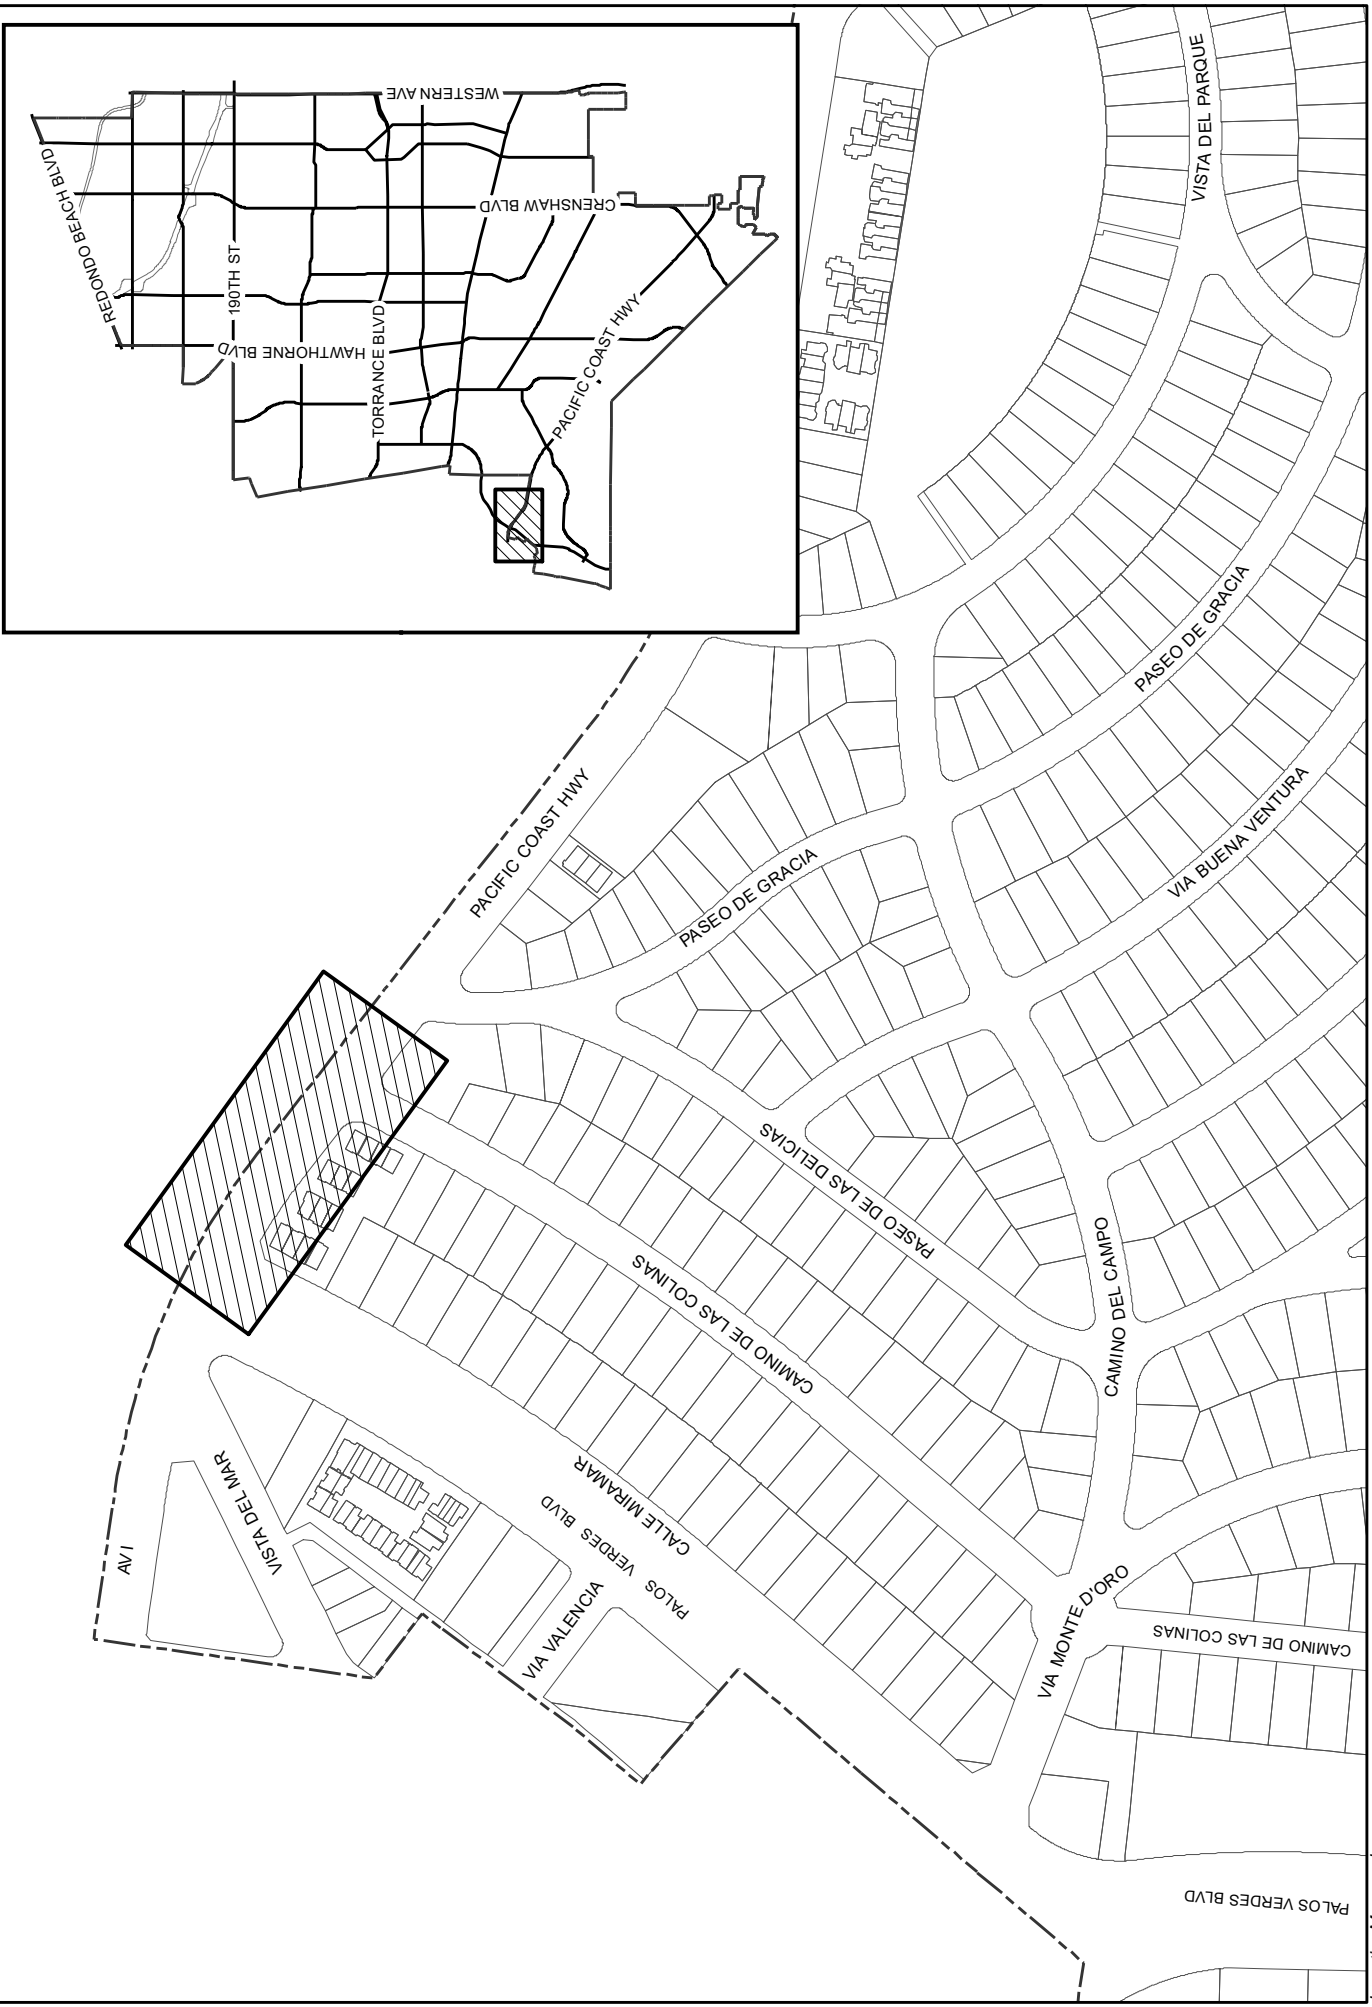 WESTERN AVE
REDONDO BEACH BLVD
CRENSHAW BLVD
190TH ST
HAWTHORNE BLVD
TORRANCE BLVD
PACIFIC COAST HWY
VISTA DEL PARQUE
PASEO DE GRACIA
PACIFIC COAST HWY
VIA BUENA VENTURA
PASEO DE GRACIA
PASEO DE LAS DELICIAS
CAMINO DE LAS COLINAS
CAMINO DEL CAMPO
CALLE MIRAMAR
VISTA DEL MAR
AV I
PALOS VERDES BLVD
VIA VALENCIA
VIA MONTE D'ORO
CAMINO DE LAS COLINAS
PALOS VERDES BLVD